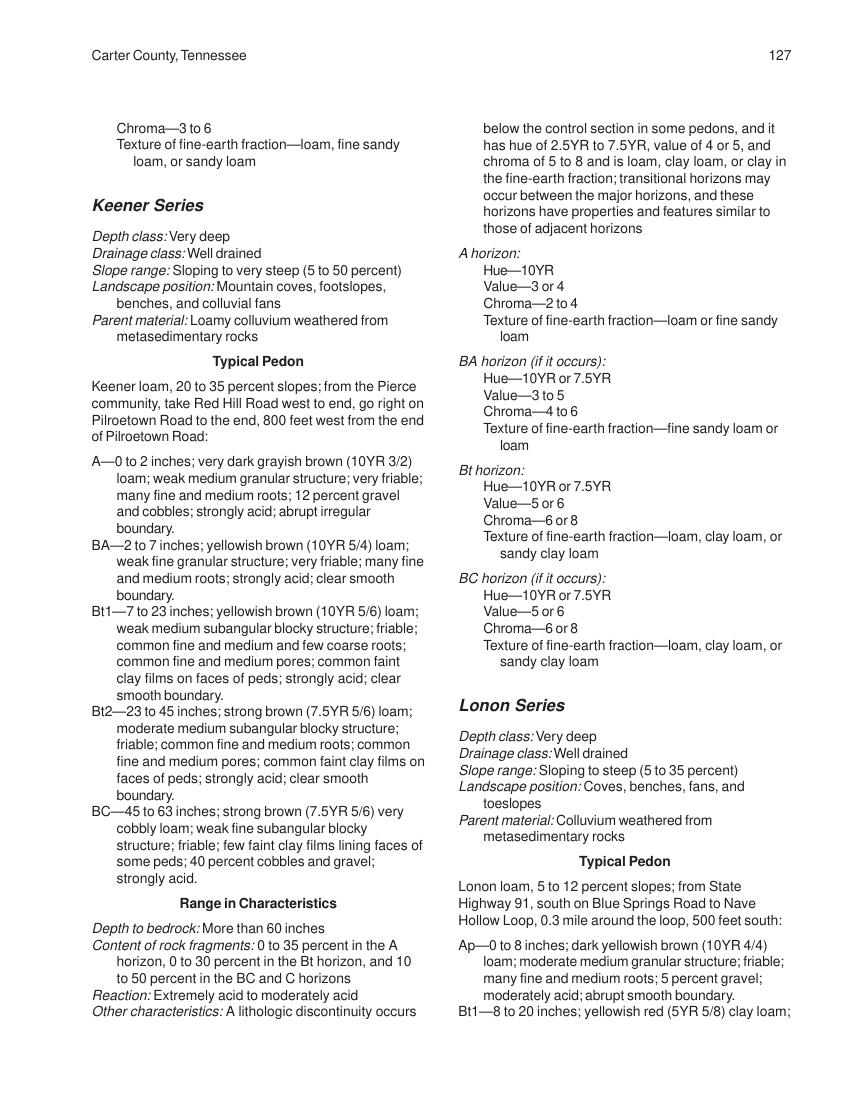 Carter County, Tennessee
127
Chroma—3 to 6
Texture of fine-earth fraction—loam, fine sandy
loam, or sandy loam
Keener Series
Depth class: Very deep
Drainage class: Well drained
Slope range: Sloping to very steep (5 to 50 percent)
Landscape position: Mountain coves, footslopes,
benches, and colluvial fans
Parent material: Loamy colluvium weathered from
metasedimentary rocks
Typical Pedon
Keener loam, 20 to 35 percent slopes; from the Pierce
community, take Red Hill Road west to end, go right on
Pilroetown Road to the end, 800 feet west from the end
of Pilroetown Road:
A—0 to 2 inches; very dark grayish brown (10YR 3/2)
loam; weak medium granular structure; very friable;
many fine and medium roots; 12 percent gravel
and cobbles; strongly acid; abrupt irregular
boundary.
BA—2 to 7 inches; yellowish brown (10YR 5/4) loam;
weak fine granular structure; very friable; many fine
and medium roots; strongly acid; clear smooth
boundary.
Bt1—7 to 23 inches; yellowish brown (10YR 5/6) loam;
weak medium subangular blocky structure; friable;
common fine and medium and few coarse roots;
common fine and medium pores; common faint
clay films on faces of peds; strongly acid; clear
smooth boundary.
Bt2—23 to 45 inches; strong brown (7.5YR 5/6) loam;
moderate medium subangular blocky structure;
friable; common fine and medium roots; common
fine and medium pores; common faint clay films on
faces of peds; strongly acid; clear smooth
boundary.
BC—45 to 63 inches; strong brown (7.5YR 5/6) very
cobbly loam; weak fine subangular blocky
structure; friable; few faint clay films lining faces of
some peds; 40 percent cobbles and gravel;
strongly acid.
Range in Characteristics
Depth to bedrock: More than 60 inches
Content of rock fragments: 0 to 35 percent in the A
horizon, 0 to 30 percent in the Bt horizon, and 10
to 50 percent in the BC and C horizons
Reaction: Extremely acid to moderately acid
Other characteristics: A lithologic discontinuity occurs
below the control section in some pedons, and it
has hue of 2.5YR to 7.5YR, value of 4 or 5, and
chroma of 5 to 8 and is loam, clay loam, or clay in
the fine-earth fraction; transitional horizons may
occur between the major horizons, and these
horizons have properties and features similar to
those of adjacent horizons
A horizon:
Hue—10YR
Value—3 or 4
Chroma—2 to 4
Texture of fine-earth fraction—loam or fine sandy
loam
BA horizon (if it occurs):
Hue—10YR or 7.5YR
Value—3 to 5
Chroma—4 to 6
Texture of fine-earth fraction—fine sandy loam or
loam
Bt horizon:
Hue—10YR or 7.5YR
Value—5 or 6
Chroma—6 or 8
Texture of fine-earth fraction—loam, clay loam, or
sandy clay loam
BC horizon (if it occurs):
Hue—10YR or 7.5YR
Value—5 or 6
Chroma—6 or 8
Texture of fine-earth fraction—loam, clay loam, or
sandy clay loam
Lonon Series
Depth class: Very deep
Drainage class: Well drained
Slope range: Sloping to steep (5 to 35 percent)
Landscape position: Coves, benches, fans, and
toeslopes
Parent material: Colluvium weathered from
metasedimentary rocks
Typical Pedon
Lonon loam, 5 to 12 percent slopes; from State
Highway 91, south on Blue Springs Road to Nave
Hollow Loop, 0.3 mile around the loop, 500 feet south:
Ap—0 to 8 inches; dark yellowish brown (10YR 4/4)
loam; moderate medium granular structure; friable;
many fine and medium roots; 5 percent gravel;
moderately acid; abrupt smooth boundary.
Bt1—8 to 20 inches; yellowish red (5YR 5/8) clay loam;